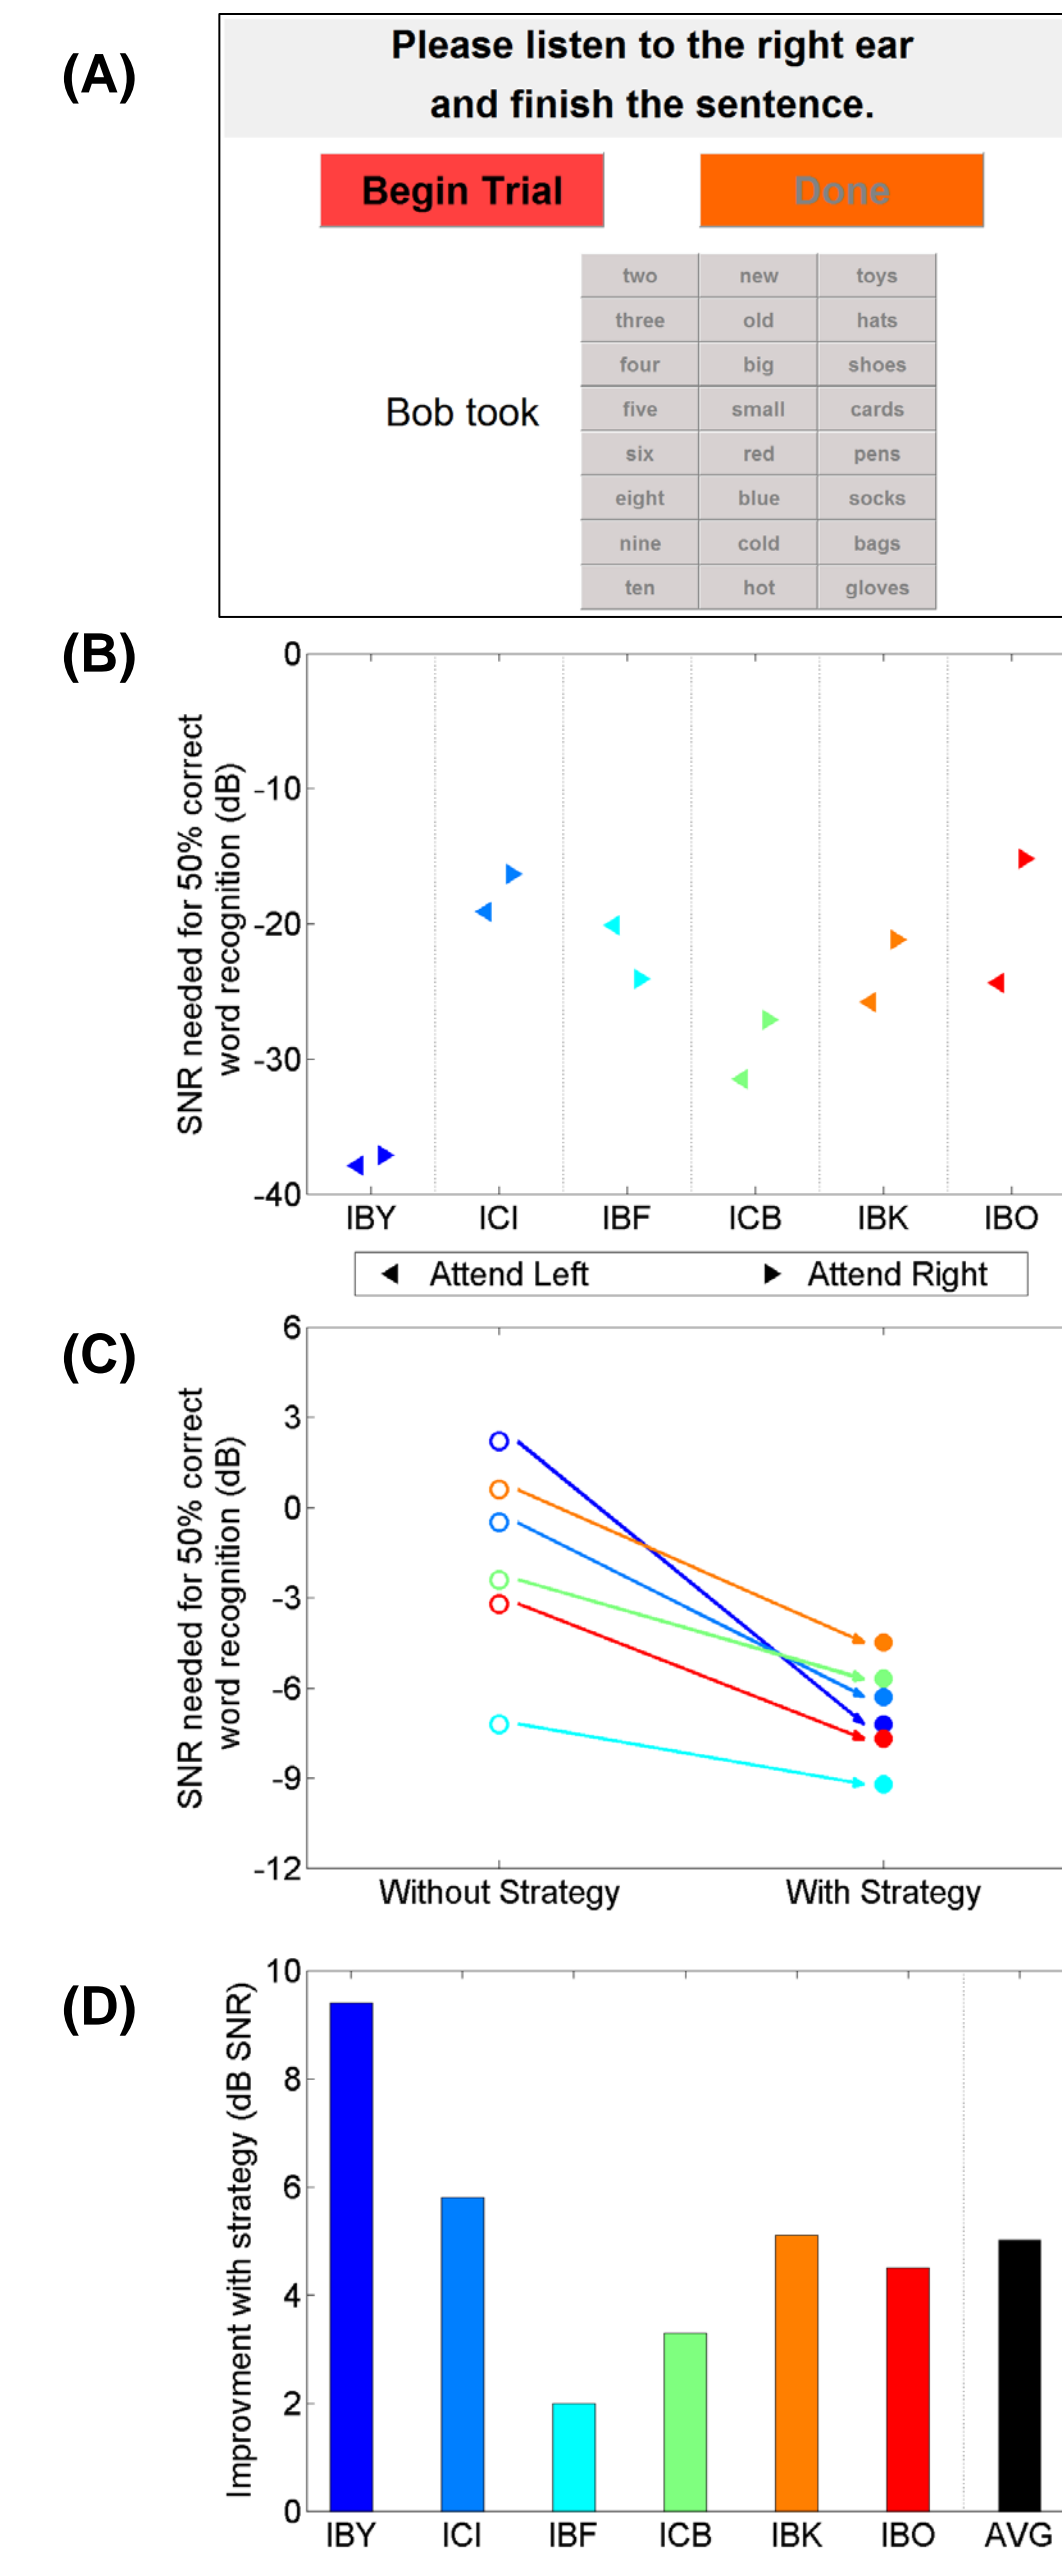 (A)
Please listen to the right ear
and finish the sentence.
Begin Trial
Done
two new toys
three old hats
four big shoes
Bob took
five small cards
six red pens
eight blue socks
nine cold bags
ten hot gloves
(B)
SNR needed for 50% correct
word recognition (dB)
0
-10
-20
-30
-40
IBY ICI IBF ICB IBK IBO
Attend Left Attend Right
(C)
SNR needed for 50% correct
word recognition (dB)
6
3
0
-3
-6
-9
-12
Without Strategy With Strategy
(D)
Improvment with strategy (dB SNR)
10
8
6
4
2
0
IBY ICI IBF ICB IBK IBO AVG